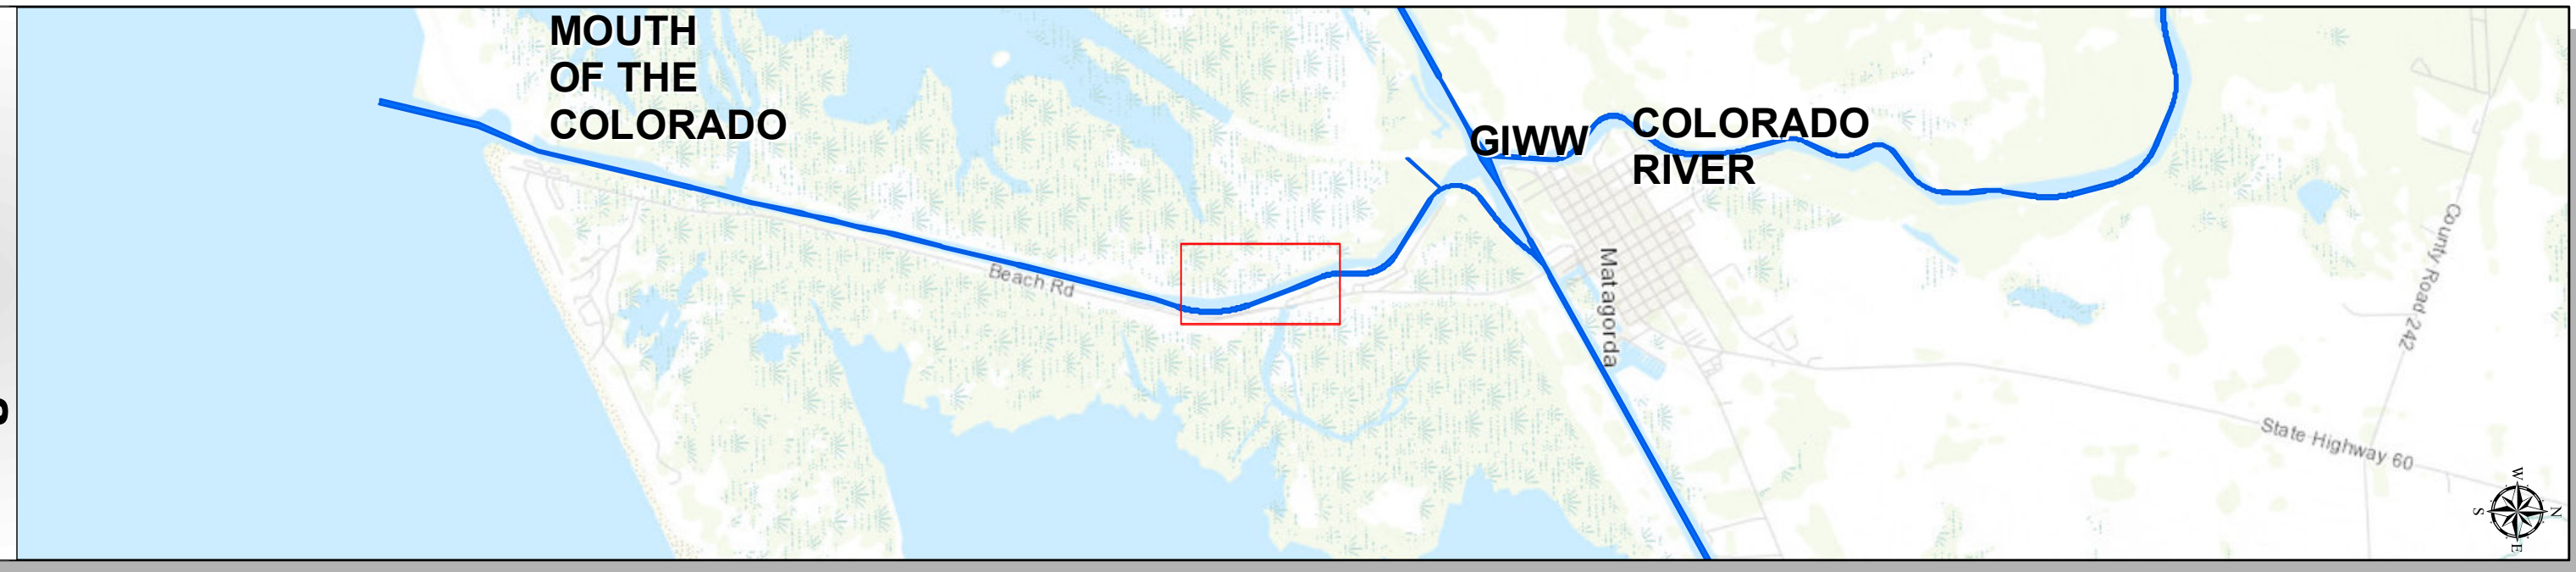 MOUTH
OF THE
COLORADO
GIWW
COLORADO
RIVER
Beach Rd
Matagorda
County Road 242
State Highway 60
W
S
N
E